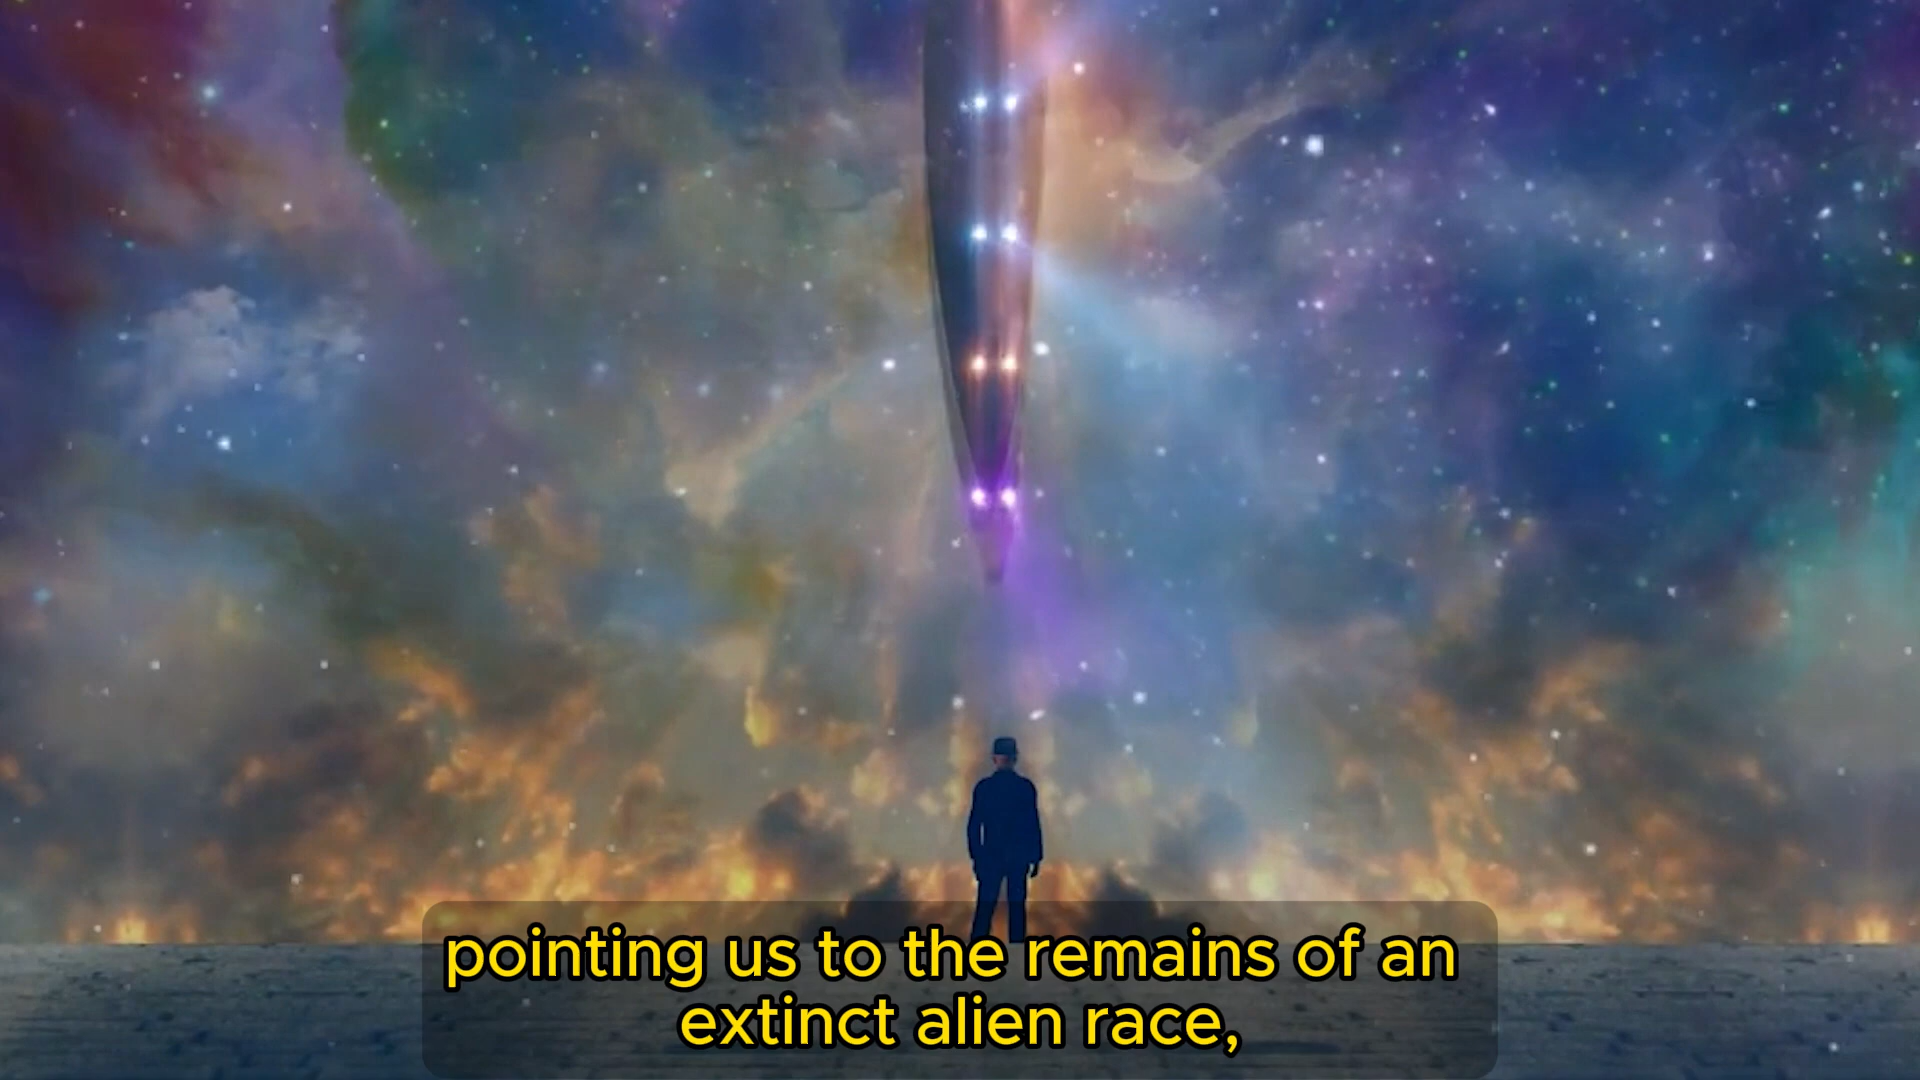 pointing us to the remains of an
extinct alien race,